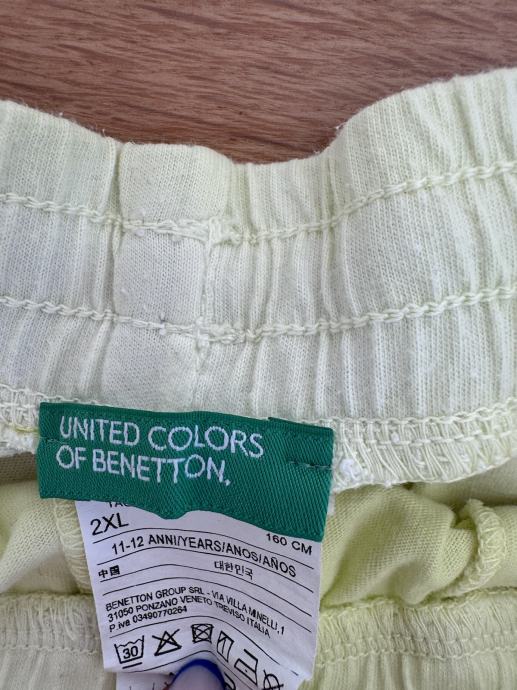 UNITED COLORS
OF BENETTON.
2XL
160 CM
11-12 ANNI/YEARS/ANOS/AÑOS
中国 대한민국
BENETTON GROUP SRL - VIA VILLA MINELLI,1
31050 PONZANO VENETO TREVISO ITALIA
P.iva 03490770264
30